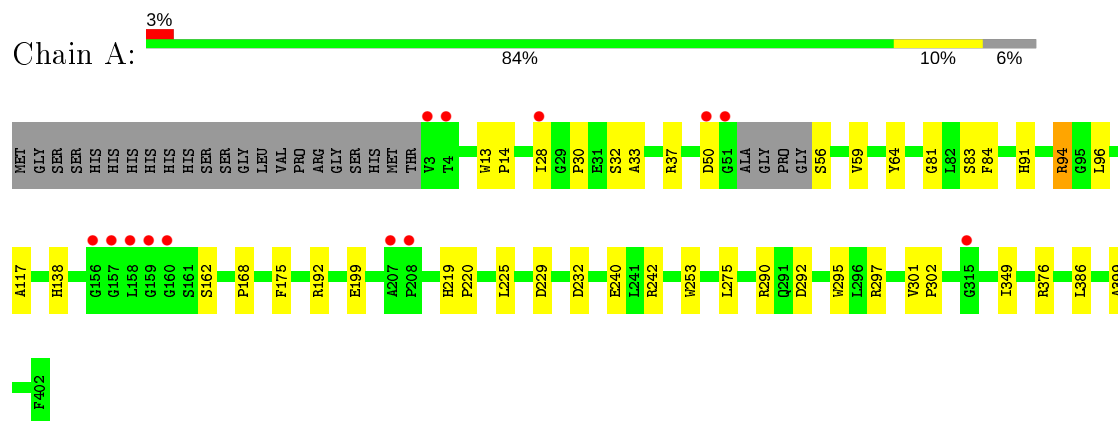 3%
Chain A:
84% 10% 6%
MET GLY SER SER HIS HIS HIS HIS HIS HIS SER SER GLY LEU VAL PRO ARG GLY SER HIS MET THR V3 T4 W13 P14 I28 G29 P30 E31 S32 A33 R37 D50 G51 ALA GLY PRO GLY S56 V59 Y64 G81 L82 S83 F84 H91 R94 G95 L96
A117 H138 G156 G157 L158 G159 G160 S161 S162 P168 F175 R192 E199 A207 P208 H219 P220 L225 D229 D232 E240 L241 R242 W253 L275 R290 Q291 D292 W295 L296 R297 V301 P302 G315 I349 R376 L386
F402